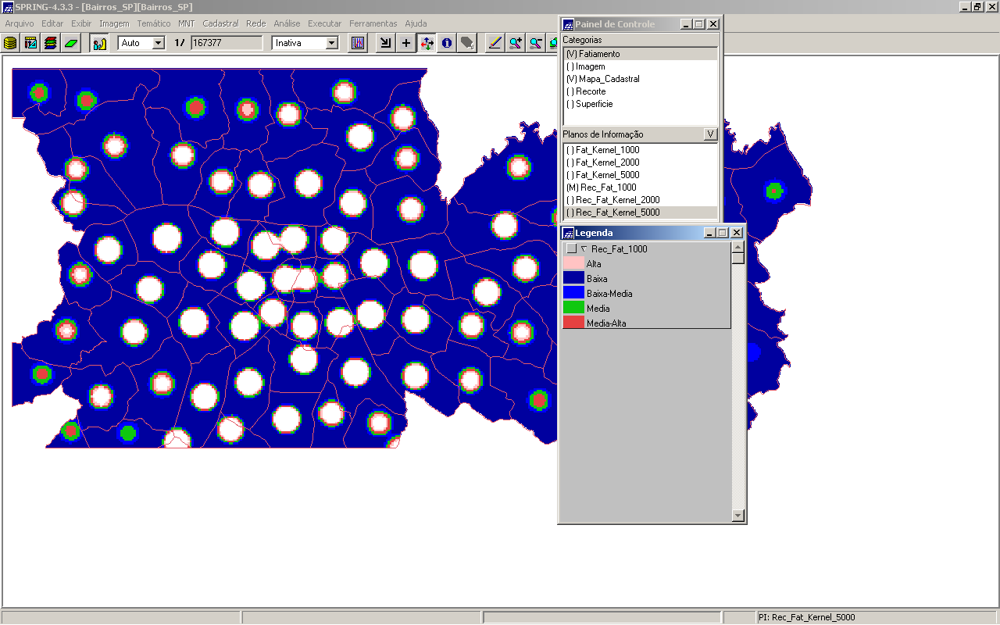 SPRING-4.3.3 - [Bairros_SP][Bairros_SP]
Arquivo Editar Exibir Imagem Temático MNT Cadastral Rede Análise Executar Ferramentas Ajuda
Auto 1/ 167377 Inativa
Painel de Controle
Categorias
(V) Fatiamento
( ) Imagem
(V) Mapa_Cadastral
( ) Recorte
( ) Superficie
Planos de Informação V
( ) Fat_Kernel_1000
( ) Fat_Kernel_2000
( ) Fat_Kernel_5000
(M) Rec_Fat_1000
( ) Rec_Fat_Kernel_2000
( ) Rec_Fat_Kernel_5000
Legenda
Rec_Fat_1000
Alta
Baixa
Baixa-Media
Media
Media-Alta
PI: Rec_Fat_Kernel_5000